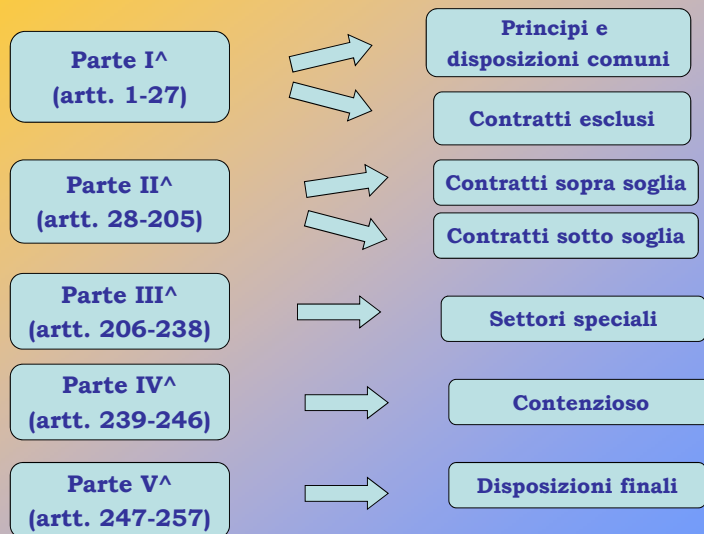 Parte I^
(artt. 1-27)
Principi e
disposizioni comuni
Contratti esclusi
Parte II^
(artt. 28-205)
Contratti sopra soglia
Contratti sotto soglia
Parte III^
(artt. 206-238)
Settori speciali
Parte IV^
(artt. 239-246)
Contenzioso
Parte V^
(artt. 247-257)
Disposizioni finali